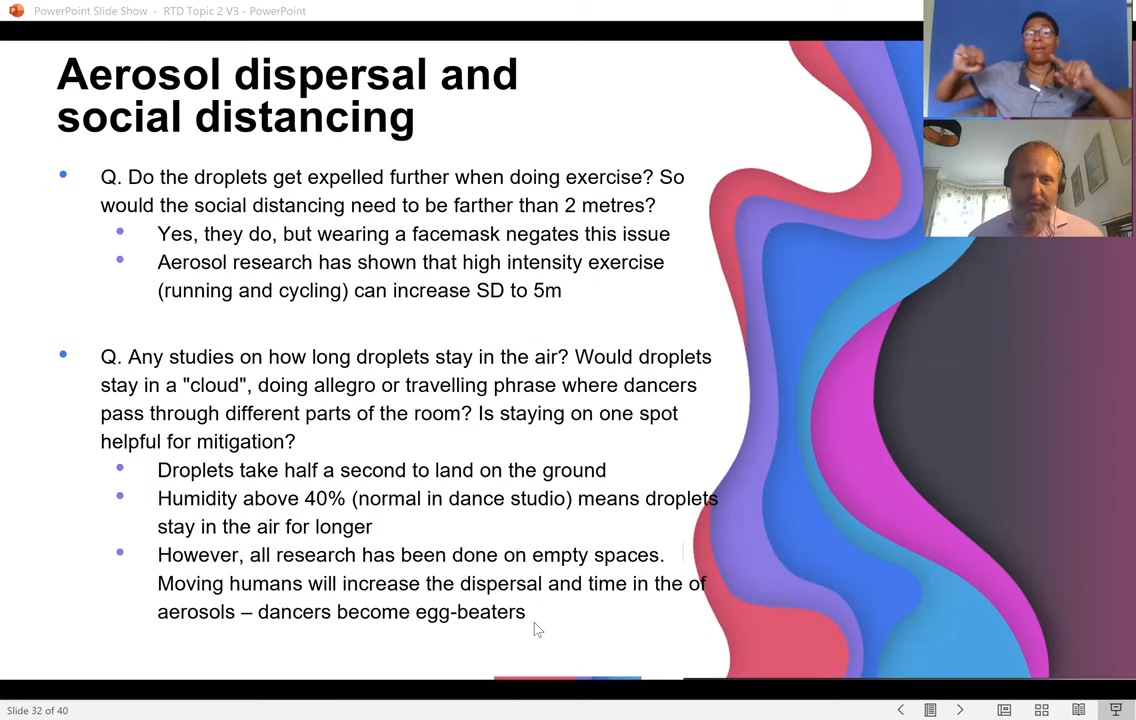 PowerPoint Slide Show - RTD Topic 2 V3 - PowerPoint
Aerosol dispersal and
social distancing
Q. Do the droplets get expelled further when doing exercise? So
would the social distancing need to be farther than 2 metres?
Yes, they do, but wearing a facemask negates this issue
Aerosol research has shown that high intensity exercise
(running and cycling) can increase SD to 5m
Q. Any studies on how long droplets stay in the air? Would droplets
stay in a "cloud", doing allegro or travelling phrase where dancers
pass through different parts of the room? Is staying on one spot
helpful for mitigation?
Droplets take half a second to land on the ground
Humidity above 40% (normal in dance studio) means droplets
stay in the air for longer
However, all research has been done on empty spaces.
Moving humans will increase the dispersal and time in the of
aerosols – dancers become egg-beaters
Slide 32 of 40